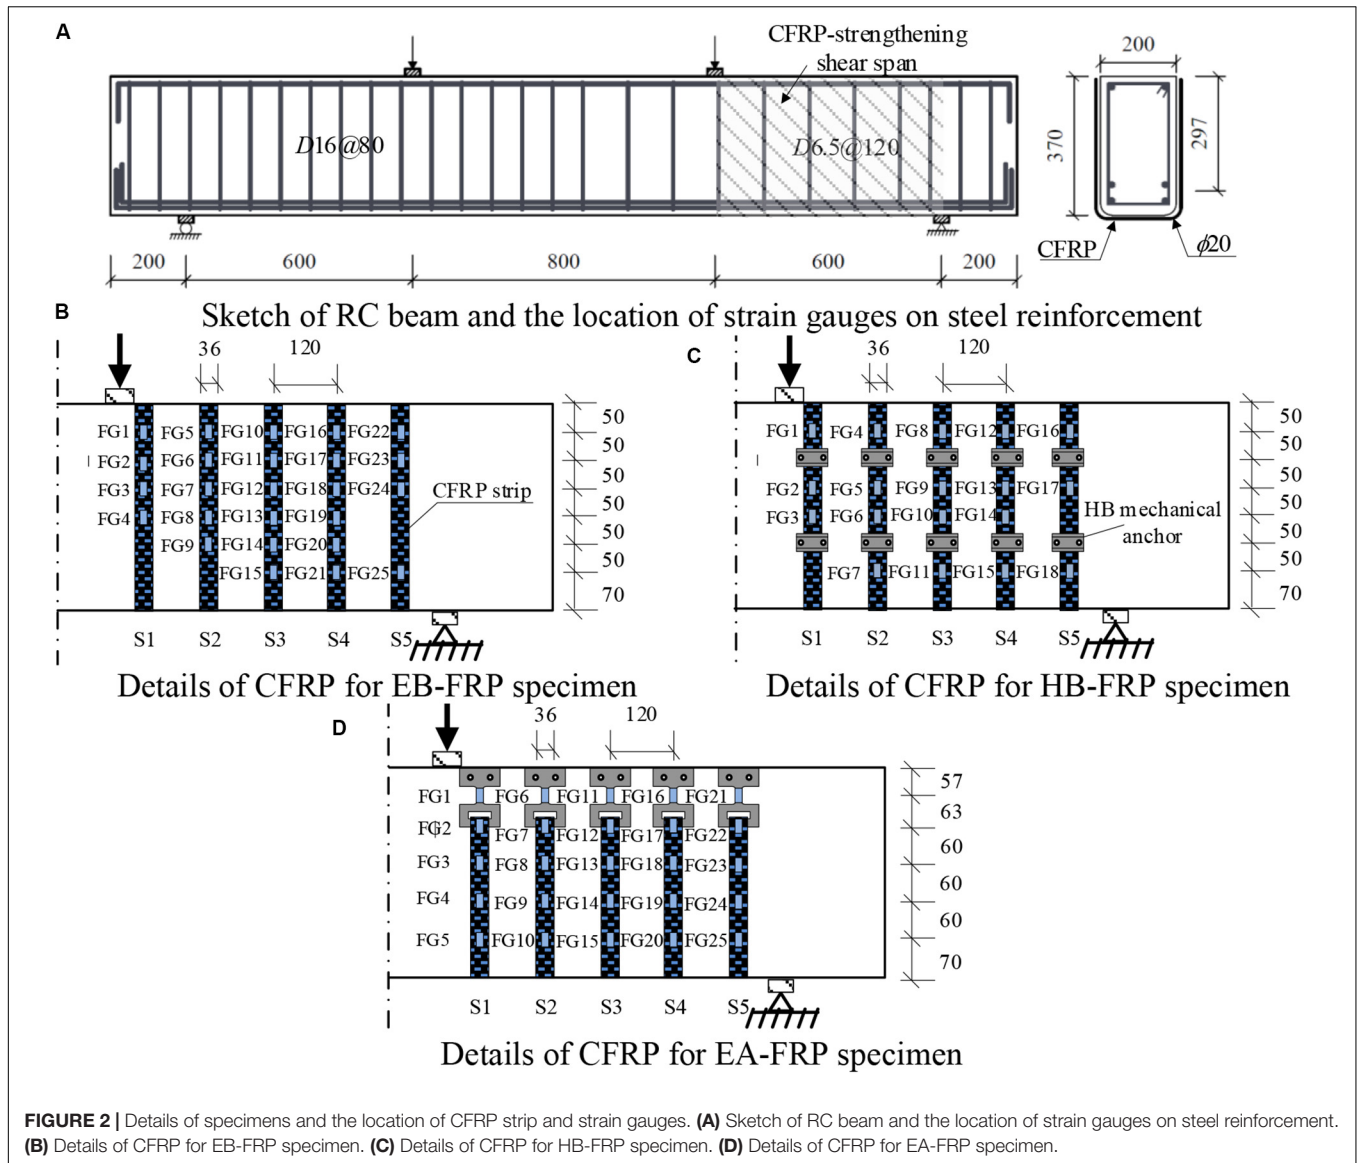 A
CFRP-strengthening
shear span
200
D16@80
D6.5@120
370
297
CFRP
ϕ20
200 600 800 600 200
Sketch of RC beam and the location of strain gauges on steel reinforcement
B
36 120
FG1 FG5 FG10 FG16 FG22
FG2 FG6 FG11 FG17 FG23
FG3 FG7 FG12 FG18 FG24
FG4 FG8 FG13 FG19
FG9 FG14 FG20
FG15 FG21 FG25
CFRP strip
50
50
50
50
50
50
70
S1 S2 S3 S4 S5
Details of CFRP for EB-FRP specimen
C
36 120
FG1 FG4 FG8 FG12 FG16
FG2 FG5 FG9 FG13 FG17
FG3 FG6 FG10 FG14
FG7 FG11 FG15 FG18
HB mechanical
anchor
50
50
50
50
50
50
70
S1 S2 S3 S4 S5
Details of CFRP for HB-FRP specimen
D
36 120
FG1 FG6 FG11 FG16 FG21
FG2 FG7 FG12 FG17 FG22
FG3 FG8 FG13 FG18 FG23
FG4 FG9 FG14 FG19 FG24
FG5 FG10 FG15 FG20 FG25
57
63
60
60
60
70
S1 S2 S3 S4 S5
Details of CFRP for EA-FRP specimen
FIGURE 2 | Details of specimens and the location of CFRP strip and strain gauges. (A) Sketch of RC beam and the location of strain gauges on steel reinforcement.
(B) Details of CFRP for EB-FRP specimen. (C) Details of CFRP for HB-FRP specimen. (D) Details of CFRP for EA-FRP specimen.